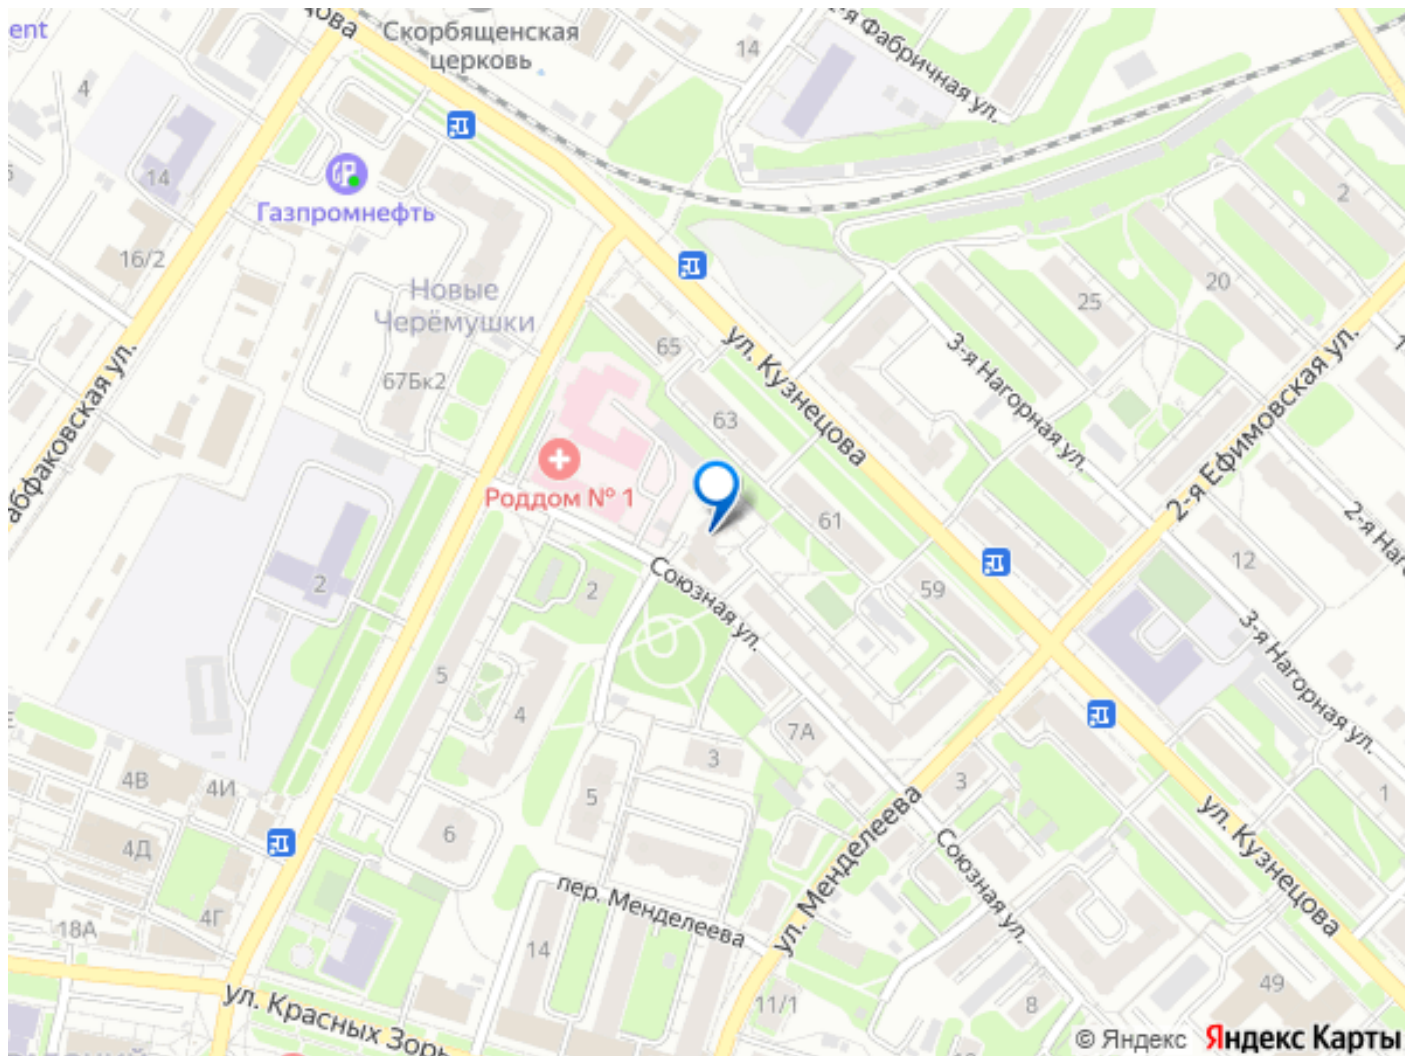 Скорбященская
церковь
14
2-я Фабричная ул.
4
14
Газпромнефть
16/2
2
20
25
Новые
Черёмушки
67Бк2
65
ул. Кузнецова
3-я Нагорная ул.
2-я Ефимовская ул.
63
Роддом № 1
61
12
2
2
59
Союзная ул.
3-я Нагорная ул.
5
4
7А
3
3
5
1
4В
4И
4Д
6
ул. Менделеева
ул. Кузнецова
Союзная ул.
пер. Менделеева
4Г
18А
14
11/1
8
49
ул. Красных Зорь
© Яндекс Яндекс Карты